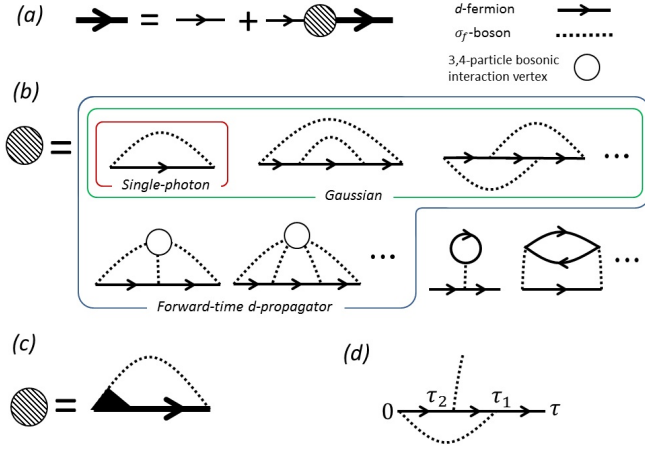 (a)
=
+
d-fermion
σf-boson
3,4-particle bosonic
interaction vertex
(b)
=
Single-photon
...
Gaussian
...
...
Forward-time d-propagator
(c)
=
(d)
0
τ2
τ1
τ